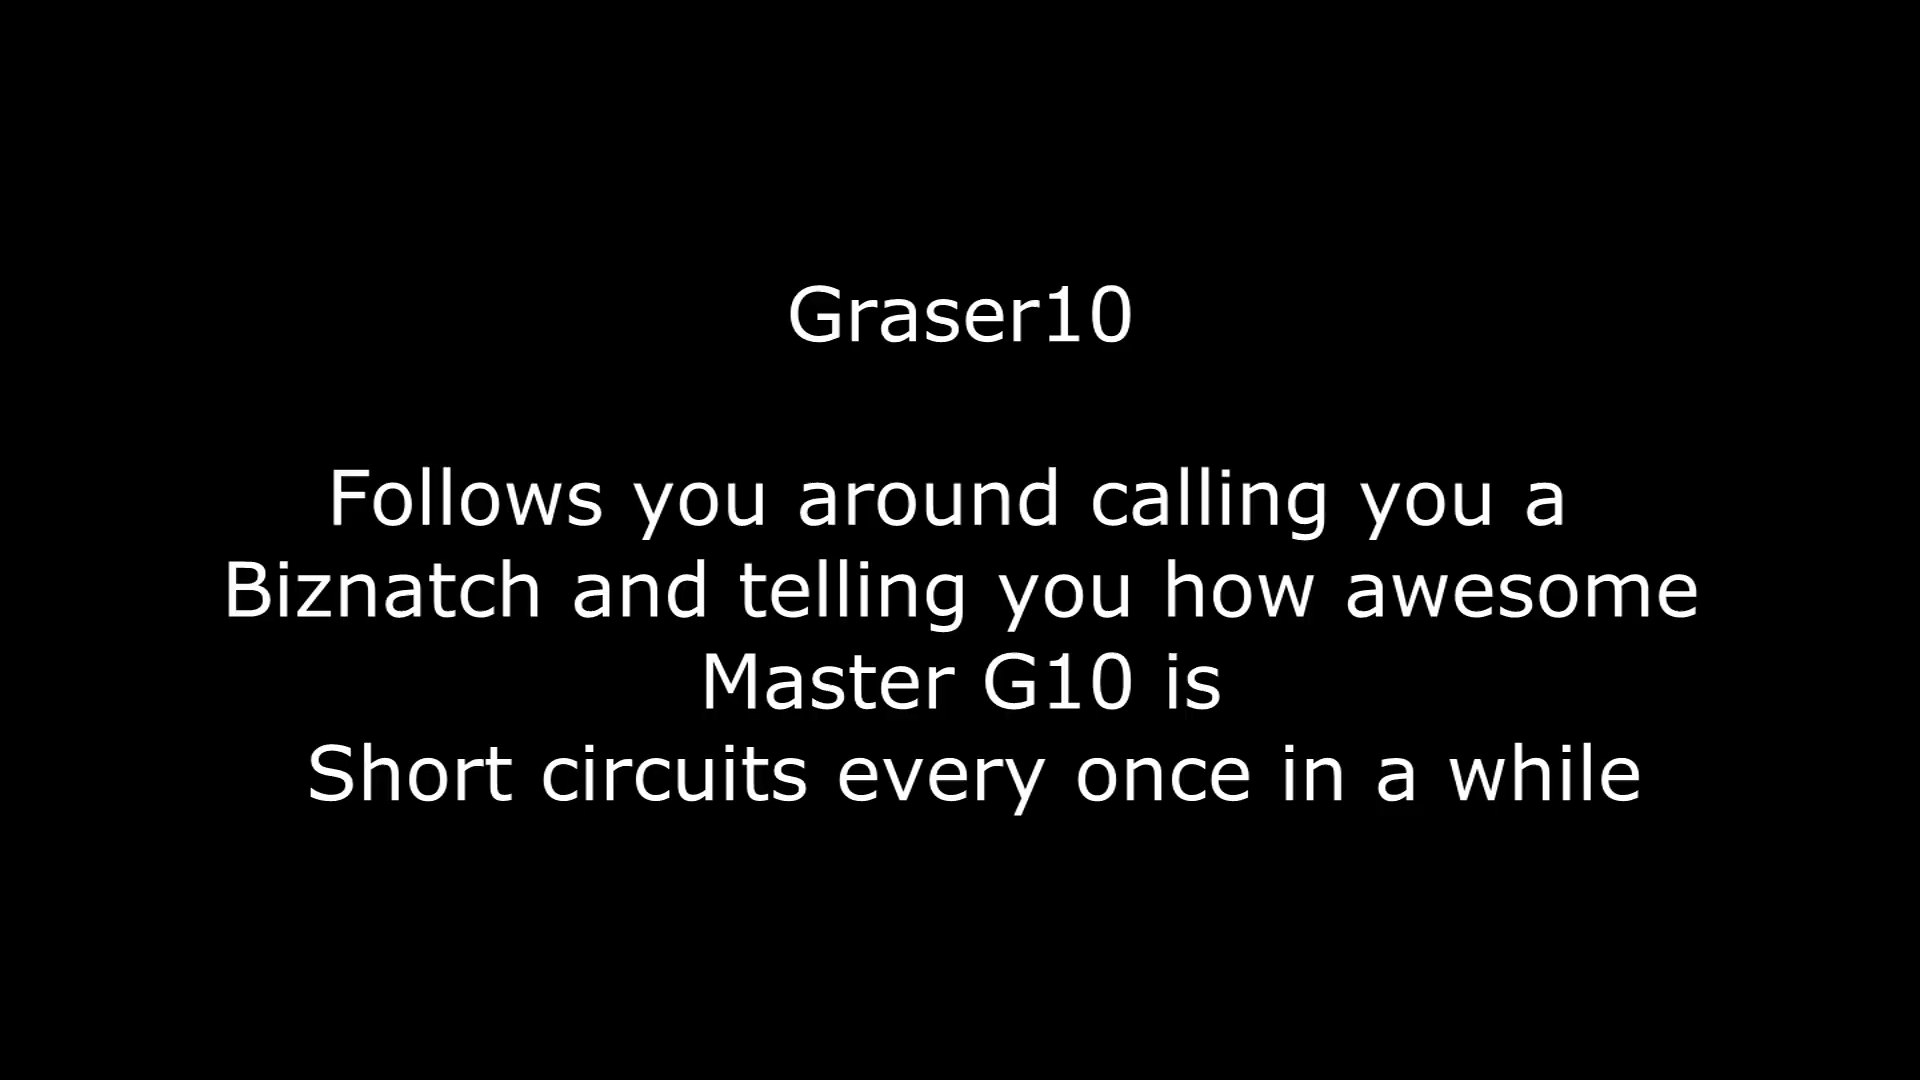 Graser10
Follows you around calling you a
Biznatch and telling you how awesome
Master G10 is
Short circuits every once in a while